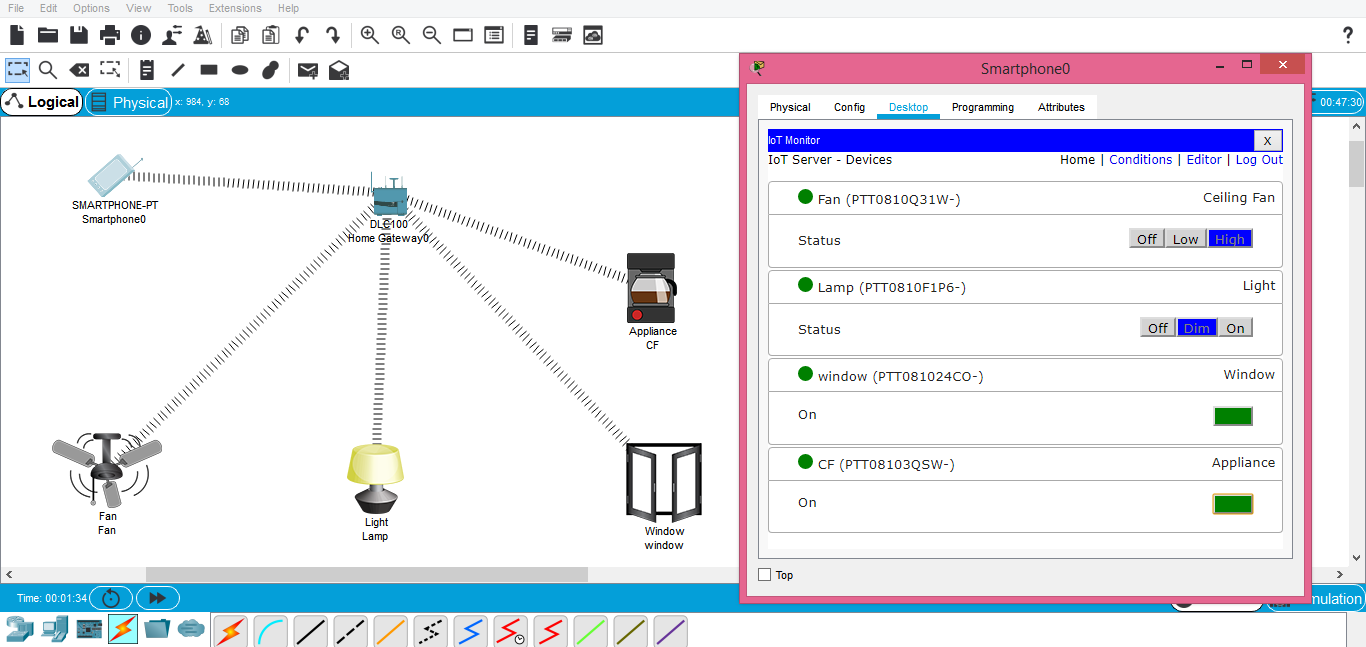 File Edit Options View Tools Extensions Help
?
Smartphone0
Logical Physical x: 984, y: 68
00:47:30
Physical Config Desktop Programming Attributes
IoT Monitor X
IoT Server - Devices Home | Conditions | Editor | Log Out
Fan (PTT0810Q31W-) Ceiling Fan
Status Off Low High
Lamp (PTT0810F1P6-) Light
Status Off Dim On
window (PTT081024CO-) Window
On
CF (PTT08103QSW-) Appliance
On
Top
SMARTPHONE-PT
Smartphone0
DLC100
Home Gateway0
Appliance
CF
Fan
Fan
Light
Lamp
Window
window
Time: 00:01:34
mulation